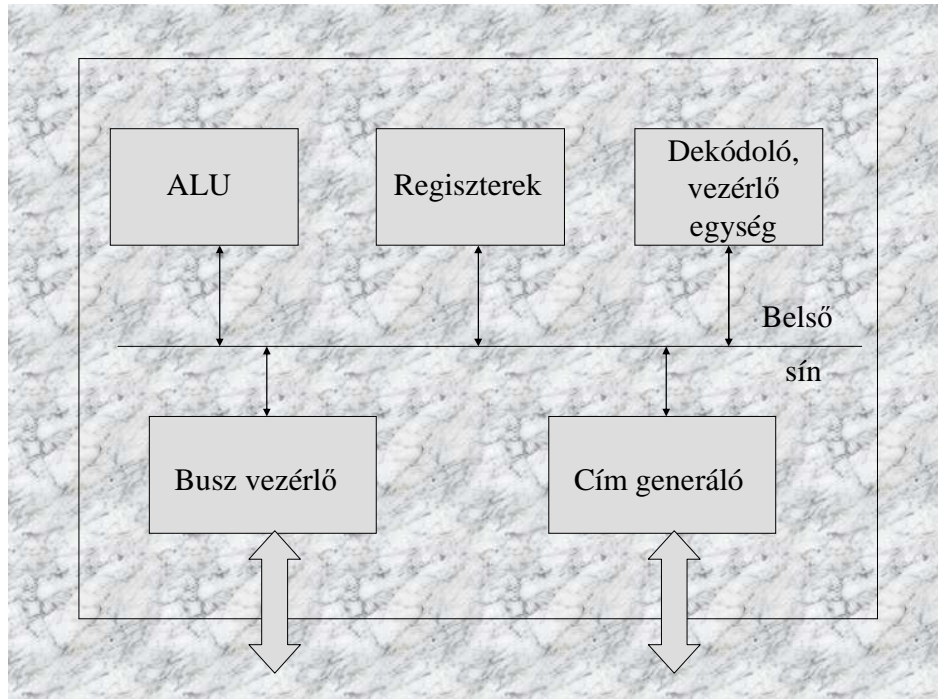 ALU
Regiszterek
Dekódoló,
vezérlő
egység
Belső
sín
Busz vezérlő
Cím generáló